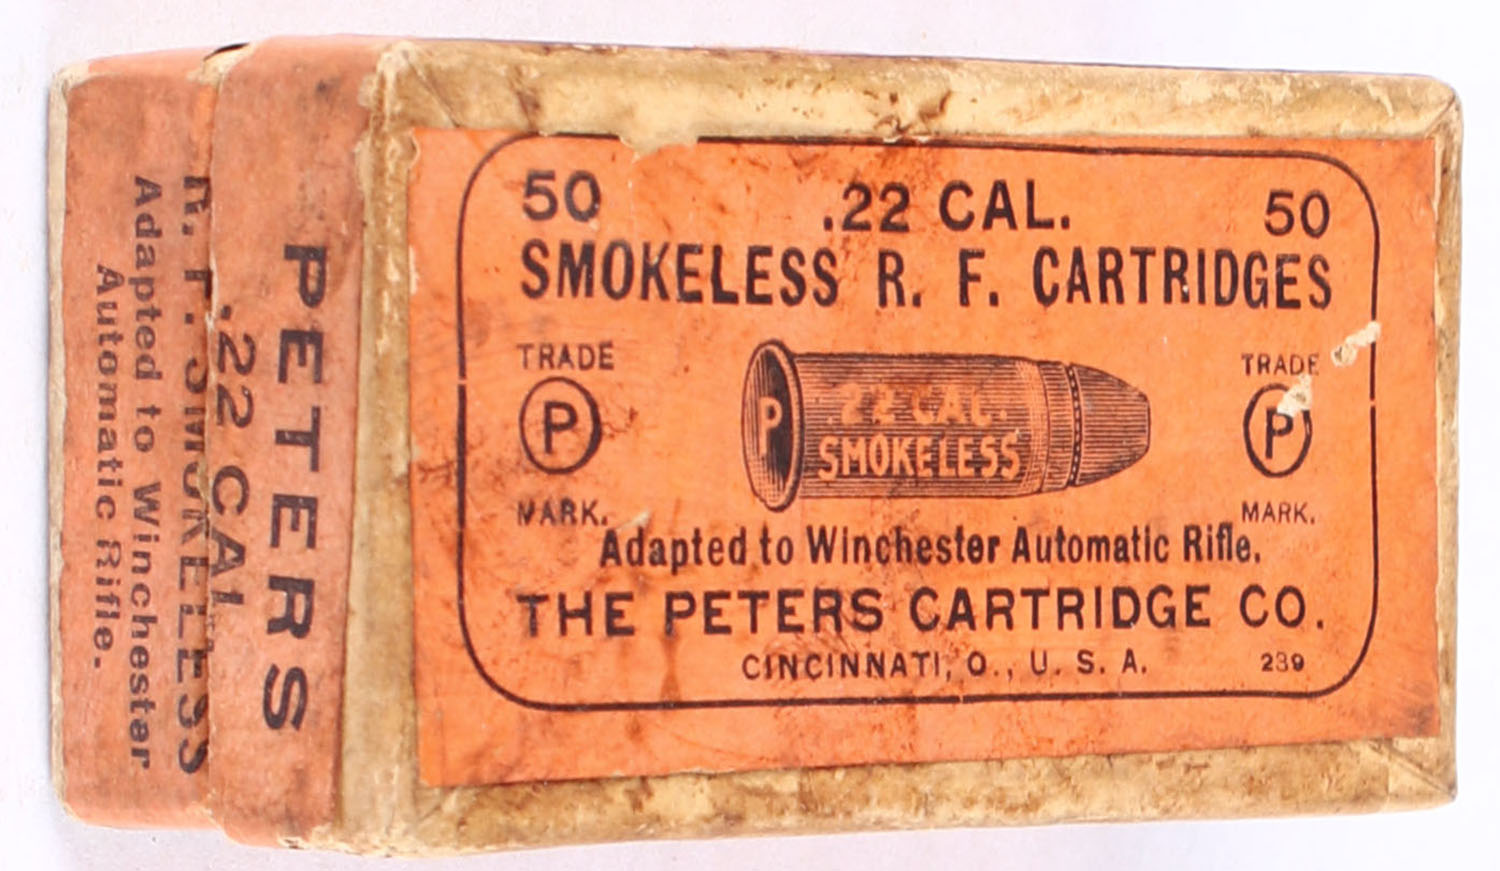 50 .22 CAL. 50
SMOKELESS R. F. CARTRIDGES
TRADE
P
MARK.
P
.22 CAL.
SMOKELESS
TRADE
P
MARK.
Adapted to Winchester Automatic Rifle.
THE PETERS CARTRIDGE CO.
CINCINNATI, O., U. S. A. 239
PETERS
.22 CAL
R. F. SMOKELESS
Adapted to Winchester
Automatic Rifle.